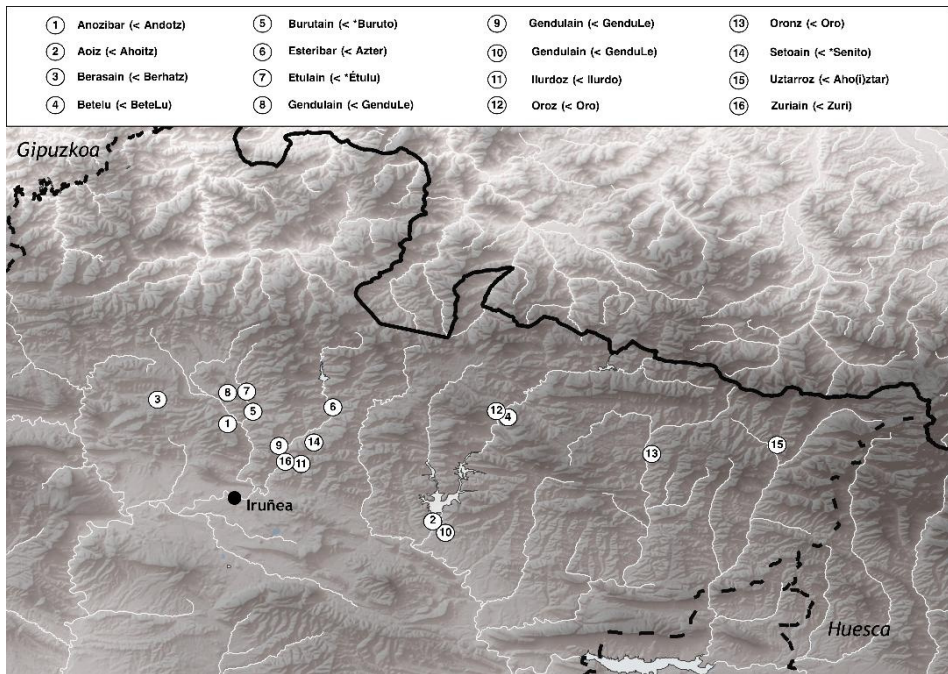 1 Anozibar (< Andotz)
2 Aoiz (< Ahoitz)
3 Berasain (< Berhatz)
4 Betelu (< BeteLu)
5 Burutain (< *Buruto)
6 Esteribar (< Azter)
7 Etulain (< *Étulu)
8 Gendulain (< GenduLe)
9 Gendulain (< GenduLe)
10 Gendulain (< GenduLe)
11 Ilurdoz (< Ilurdo)
12 Oroz (< Oro)
13 Oronz (< Oro)
14 Setoain (< *Senito)
15 Uztarroz (< Aho(i)ztar)
16 Zuriain (< Zuri)
Gipuzkoa
3
8
7
5
1
6
9
14
16
11
12
4
13
15
Iruñea
2
10
Huesca